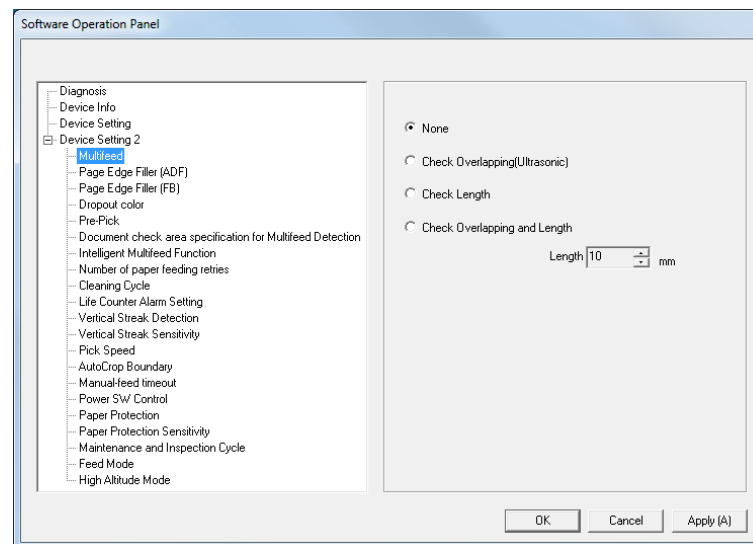 Software Operation Panel
Diagnosis
Device Info
Device Setting
Device Setting 2
Multifeed
Page Edge Filler (ADF)
Page Edge Filler (FB)
Dropout color
Pre-Pick
Document check area specification for Multifeed Detection
Intelligent Multifeed Function
Number of paper feeding retries
Cleaning Cycle
Life Counter Alarm Setting
Vertical Streak Detection
Vertical Streak Sensitivity
Pick Speed
AutoCrop Boundary
Manual-feed timeout
Power SW Control
Paper Protection
Paper Protection Sensitivity
Maintenance and Inspection Cycle
Feed Mode
High Altitude Mode
None
Check Overlapping(Ultrasonic)
Check Length
Check Overlapping and Length
Length 10 mm
OK Cancel Apply (A)